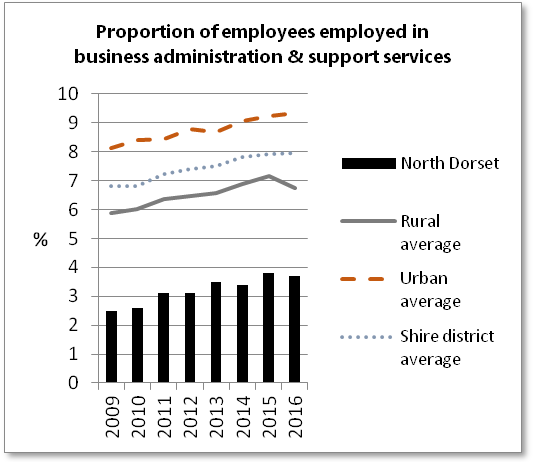 Proportion of employees employed in
business administration & support services
10
9
8
7
6
5
4
3
2
1
0
%
2009
2010
2011
2012
2013
2014
2015
2016
North Dorset
Rural
average
Urban
average
Shire district
average